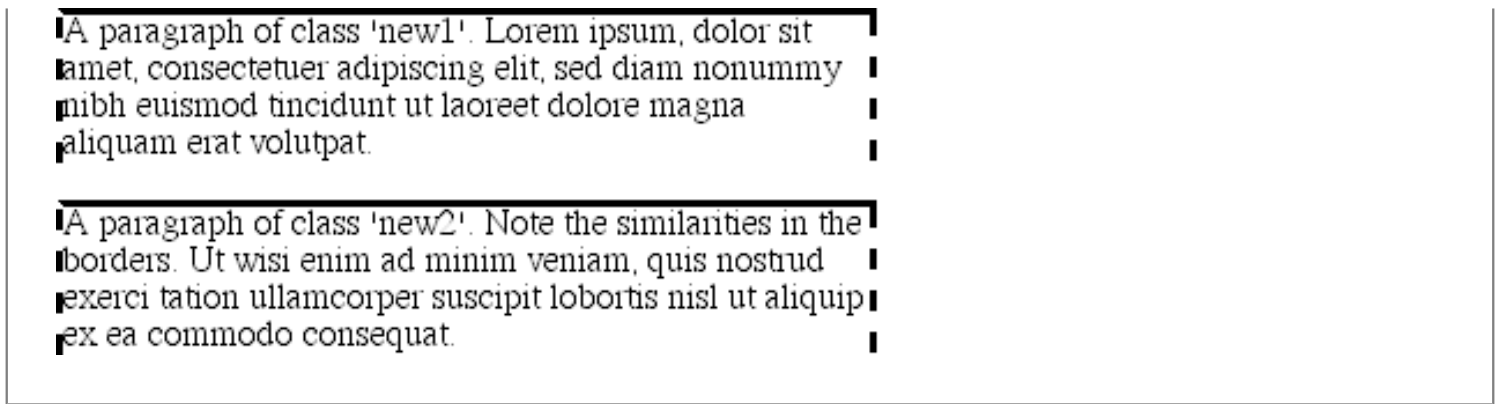 A paragraph of class 'new1'. Lorem ipsum, dolor sit
amet, consectetuer adipiscing elit, sed diam nonummy
nibh euismod tincidunt ut laoreet dolore magna
aliquam erat volutpat.
A paragraph of class 'new2'. Note the similarities in the
borders. Ut wisi enim ad minim veniam, quis nostrud
exerci tation ullamcorper suscipit lobortis nisl ut aliquip
ex ea commodo consequat.